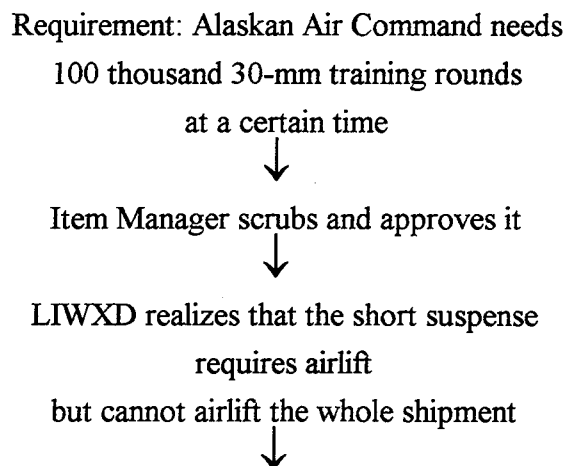 Requirement: Alaskan Air Command needs
100 thousand 30-mm training rounds
at a certain time
Item Manager scrubs and approves it
LIWXD realizes that the short suspense
requires airlift
but cannot airlift the whole shipment